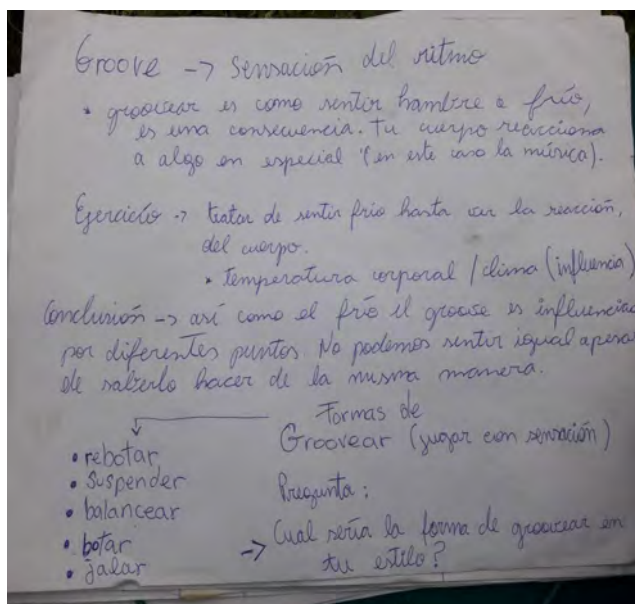 Groove -> Sensación del ritmo
• groovear es como sentir hambre o frío,
es una consecuencia. Tu cuerpo reacciona
a algo en especial (en este caso la música).
Ejercicio -> tratar de sentir frio hasta ver la reacción,
del cuerpo.
• temperatura corporal / clima (influencia)
Conclusión -> así como el frío el groove es influenciado
por diferentes puntos. No podemos sentir igual apesar
de saberlo hacer de la misma manera.
Formas de
Groovear (jugar con sensación)
• rebotar
• Suspender
• balancear
• botar
• jalar
Pregunta:
-> Cual sería la forma de groovear en
tu estilo?